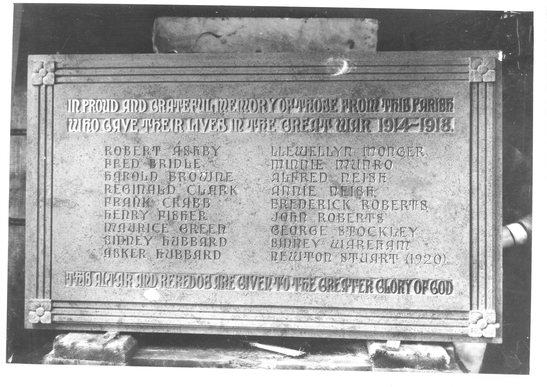 IN PROUD AND GRATEFUL MEMORY OF THOSE FROM THIS PARISH
WHO GAVE THEIR LIVES IN THE GREAT WAR 1914-1918.
ROBERT ASHBY
FRED BRIDLE
HAROLD BROWNE
REGINALD CLARK
FRANK CRABB
HENRY FISHER
MAURICE GREEN
SIDNEY HUBBARD
ASKER HUBBARD
LLEWELLYN MONGER
MINNIE MUNRO
ALFRED NEISH
ANNIE NEISH
FREDERICK ROBERTS
JOHN ROBERTS
GEORGE STOCKLEY
SIDNEY WAREHAM
NEWTON STUART (1920)
THIS ALTAR AND REREDOS ARE GIVEN TO THE GREATER GLORY OF GOD